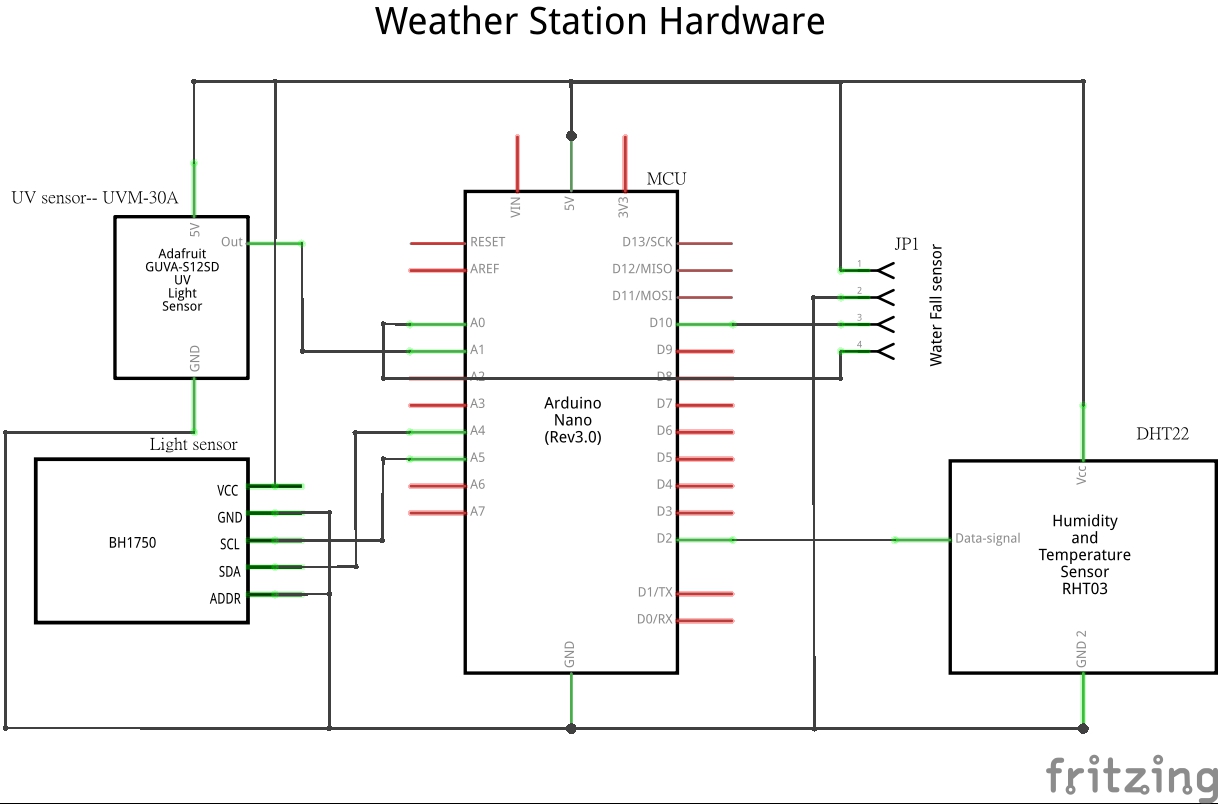 Weather Station Hardware
UV sensor-- UVM-30A
5V
Out
Adafruit
GUVA-S12SD
UV
Light
Sensor
GND
Light sensor
BH1750
VCC
GND
SCL
SDA
ADDR
MCU
VIN
5V
3V3
RESET
AREF
A0
A1
A2
A3
A4
A5
A6
A7
Arduino
Nano
(Rev3.0)
D13/SCK
D12/MISO
D11/MOSI
D10
D9
D8
D7
D6
D5
D4
D3
D2
D1/TX
D0/RX
GND
JP1
1
2
3
4
Water Fall sensor
DHT22
Vcc
Data-signal
Humidity
and
Temperature
Sensor
RHT03
GND 2
fritzing